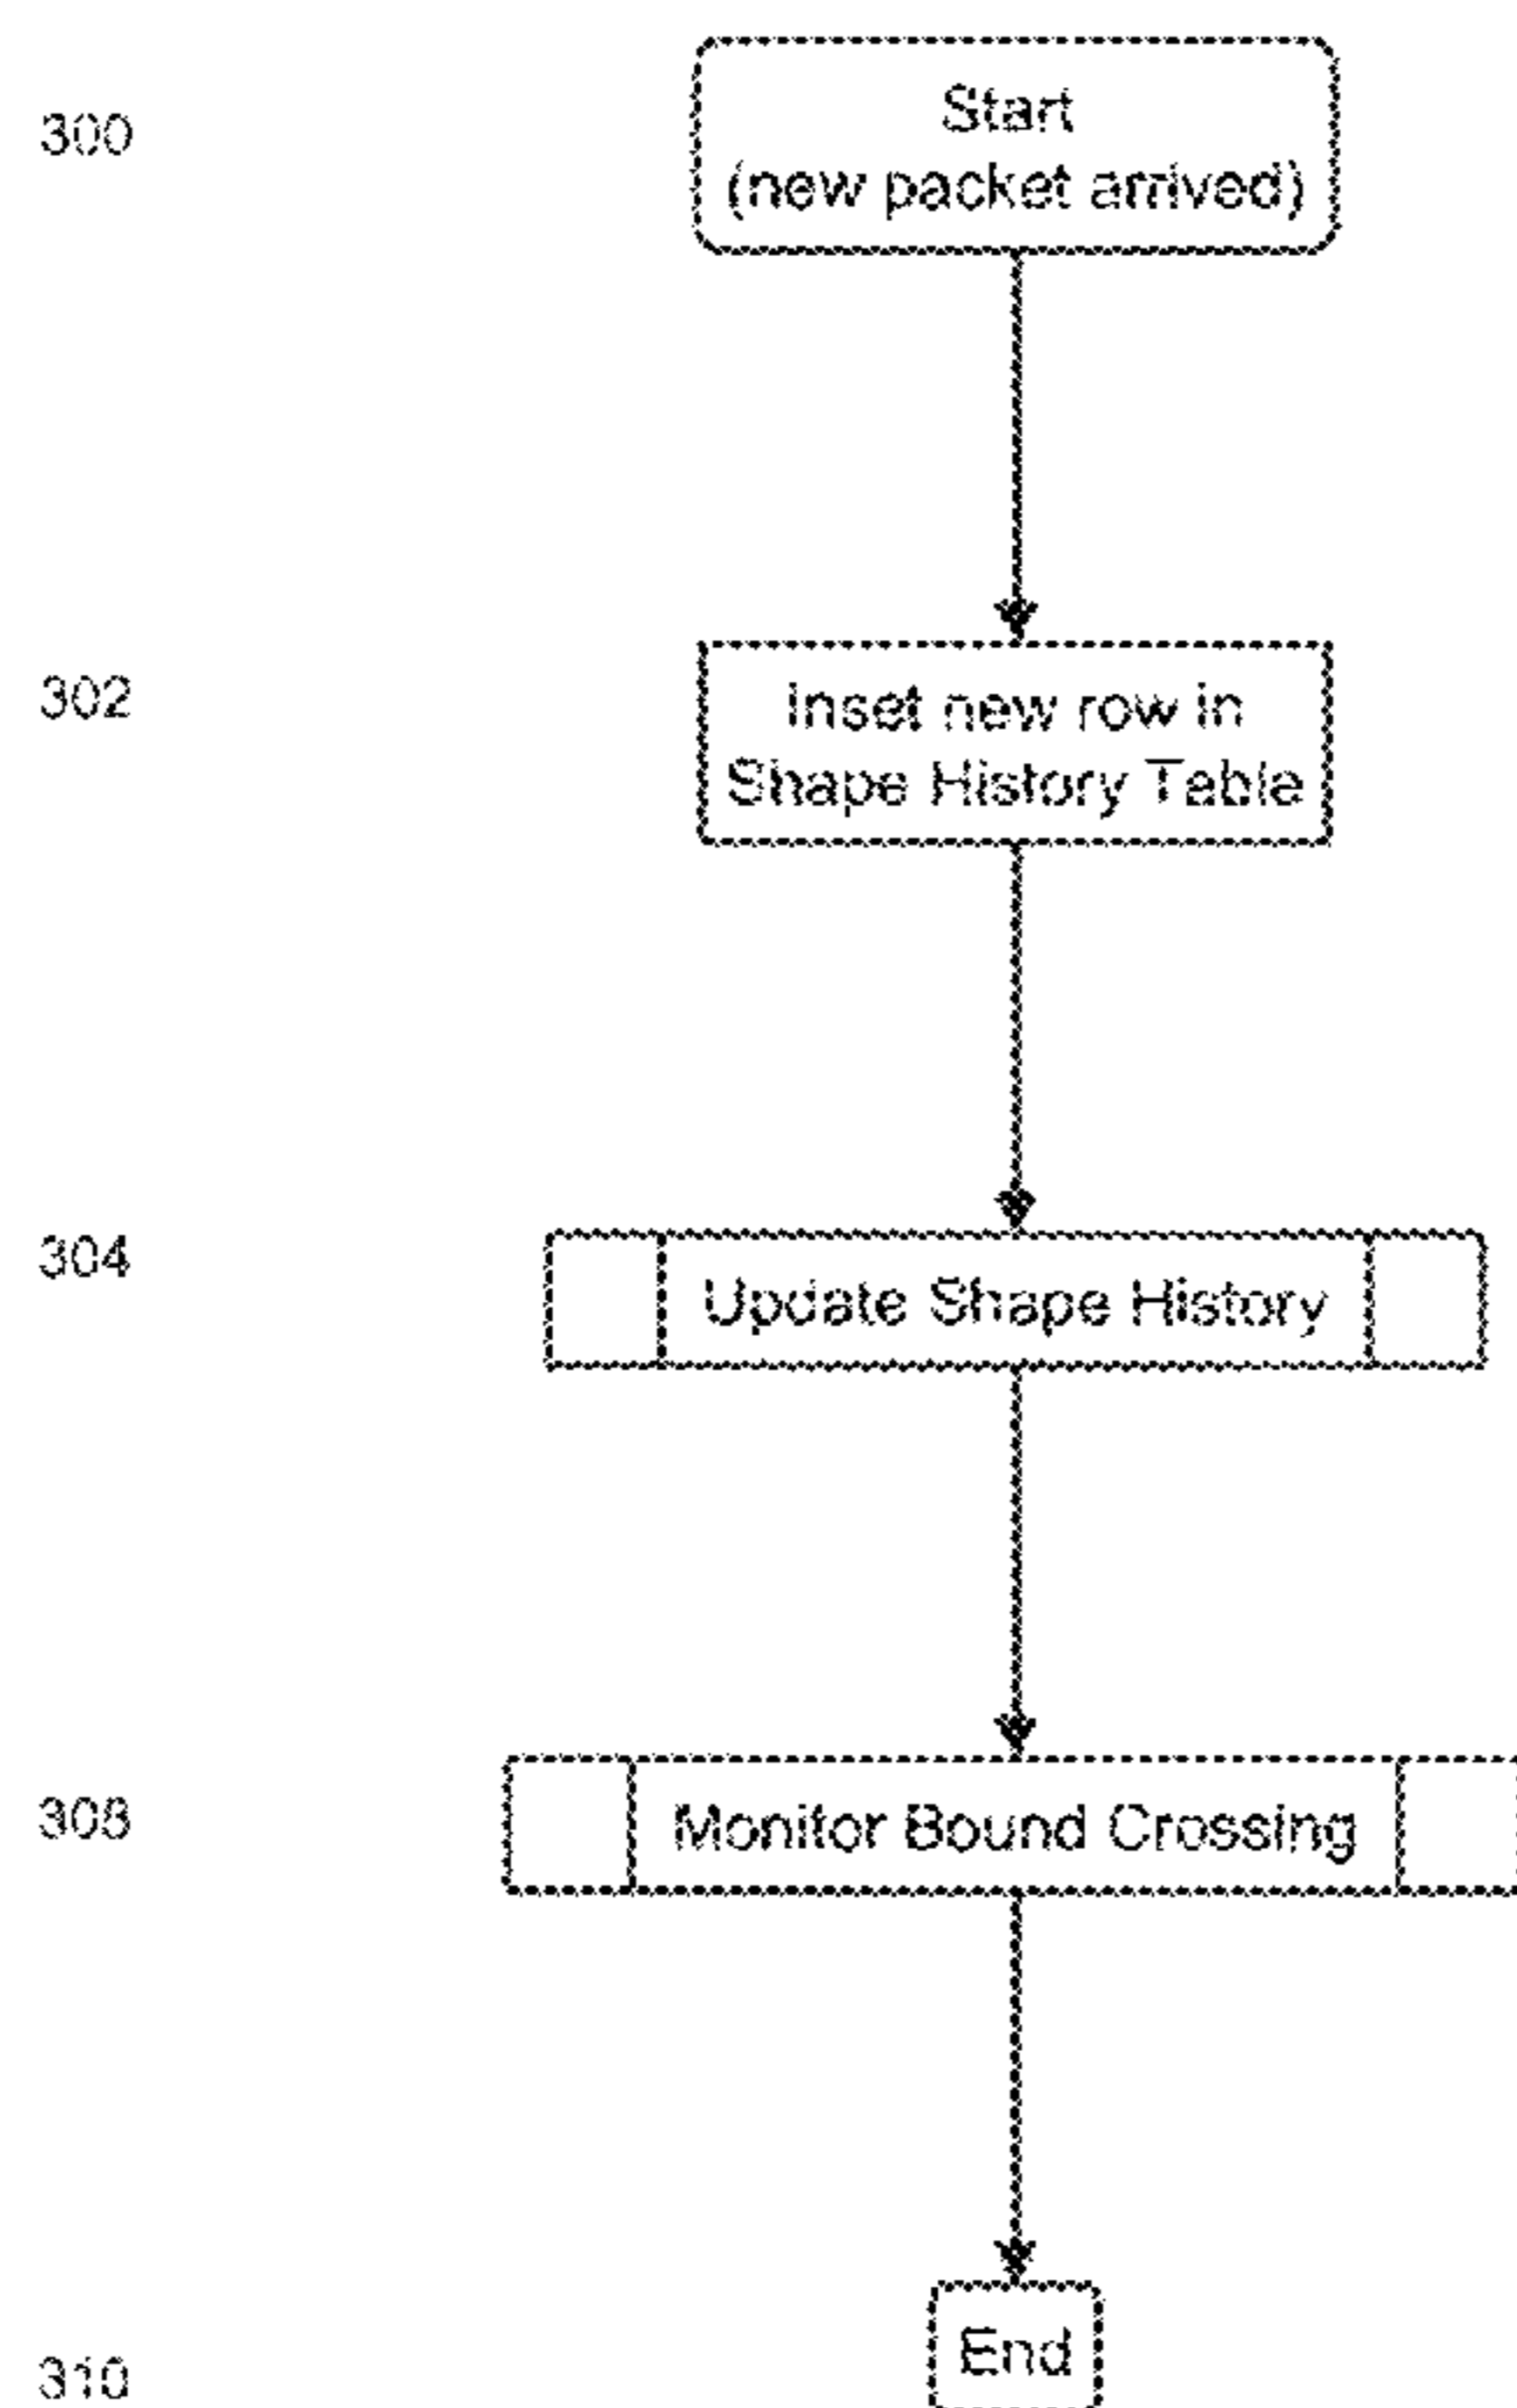 300
Start
(new packet arrived)
302
Inset new row in
Shape History Table
304
Update Shape History
308
Monitor Bound Crossing
310
End